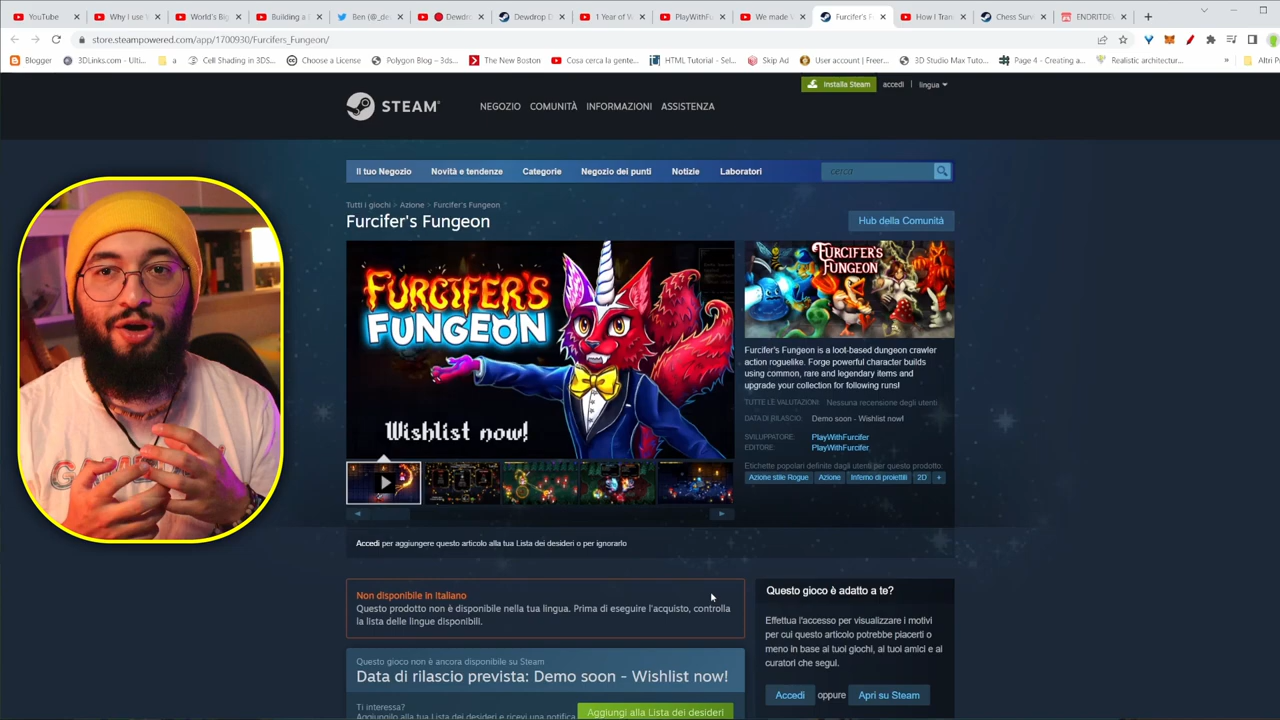 YouTube
Why I use
World's Big
Building a
Ben (@_de
Dewdro
Dewdrop D
1 Year of W
PlayWithFu
We made V
Furcifer's F
How I Tran
Chess Surv
ENDRITDEV
store.steampowered.com/app/1700930/Furcifers_Fungeon/
Blogger
3DLinks.com - Ulti...
a
Cell Shading in 3DS...
Choose a License
Polygon Blog – 3ds...
The New Boston
Cosa cerca la gente...
HTML Tutorial - Sel...
Skip Ad
User account | Freer...
3D Studio Max Tuto...
Page 4 - Creating a...
Realistic architectur...
»
Altri P
Installa Steam
accedi
lingua
STEAM
NEGOZIO
COMUNITÀ
INFORMAZIONI
ASSISTENZA
Il tuo Negozio
Novità e tendenze
Categorie
Negozio dei punti
Notizie
Laboratori
cerca
Tutti i giochi > Azione > Furcifer's Fungeon
Furcifer's Fungeon
Hub della Comunità
FURCIFER'S
FUNGEON
Wishlist now!
FURCIFER'S
FUNGEON
Furcifer's Fungeon is a loot-based dungeon crawler
action roguelike. Forge powerful character builds
using common, rare and legendary items and
upgrade your collection for following runs!
TUTTE LE VALUTAZIONI: Nessuna recensione degli utenti
DATA DI RILASCIO: Demo soon - Wishlist now!
SVILUPPATORE: PlayWithFurcifer
EDITORE: PlayWithFurcifer
Etichette popolari definite dagli utenti per questo prodotto:
Azione stile Rogue
Azione
Inferno di proiettili
2D
+
Accedi per aggiungere questo articolo alla tua Lista dei desideri o per ignorarlo
Non disponibile in Italiano
Questo prodotto non è disponibile nella tua lingua. Prima di eseguire l'acquisto, controlla
la lista delle lingue disponibili.
Questo gioco è adatto a te?
Effettua l'accesso per visualizzare i motivi
per cui questo articolo potrebbe piacerti o
meno in base ai tuoi giochi, ai tuoi amici e ai
curatori che segui.
Accedi oppure Apri su Steam
Questo gioco non è ancora disponibile su Steam
Data di rilascio prevista: Demo soon - Wishlist now!
Ti interessa?
Aggiungilo alla tua Lista dei desideri e ricevi una notifica
Aggiungi alla Lista dei desideri